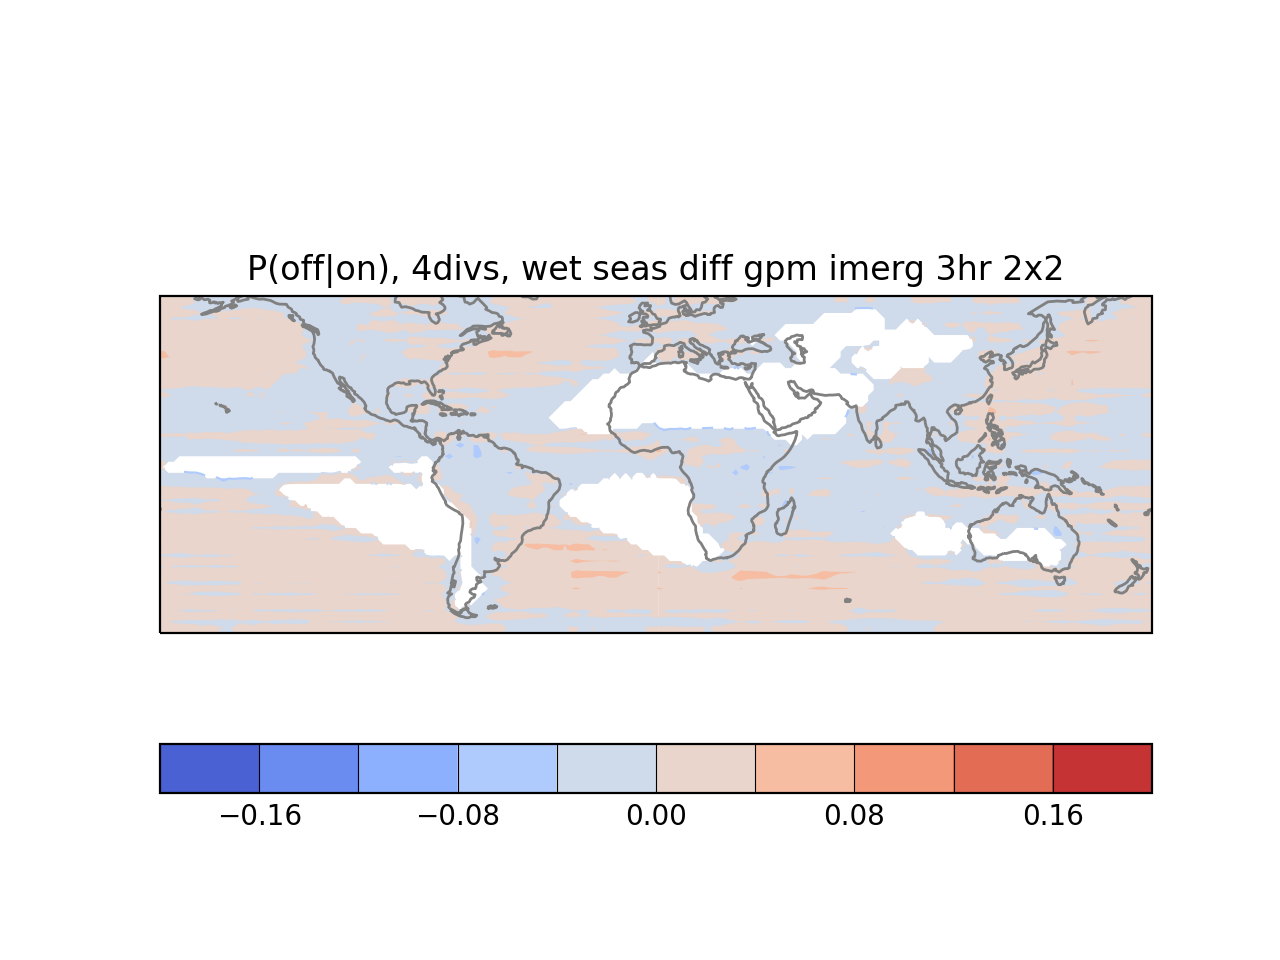 P(off|on), 4divs, wet seas diff gpm imerg 3hr 2x2
−0.16 −0.08 0.00 0.08 0.16